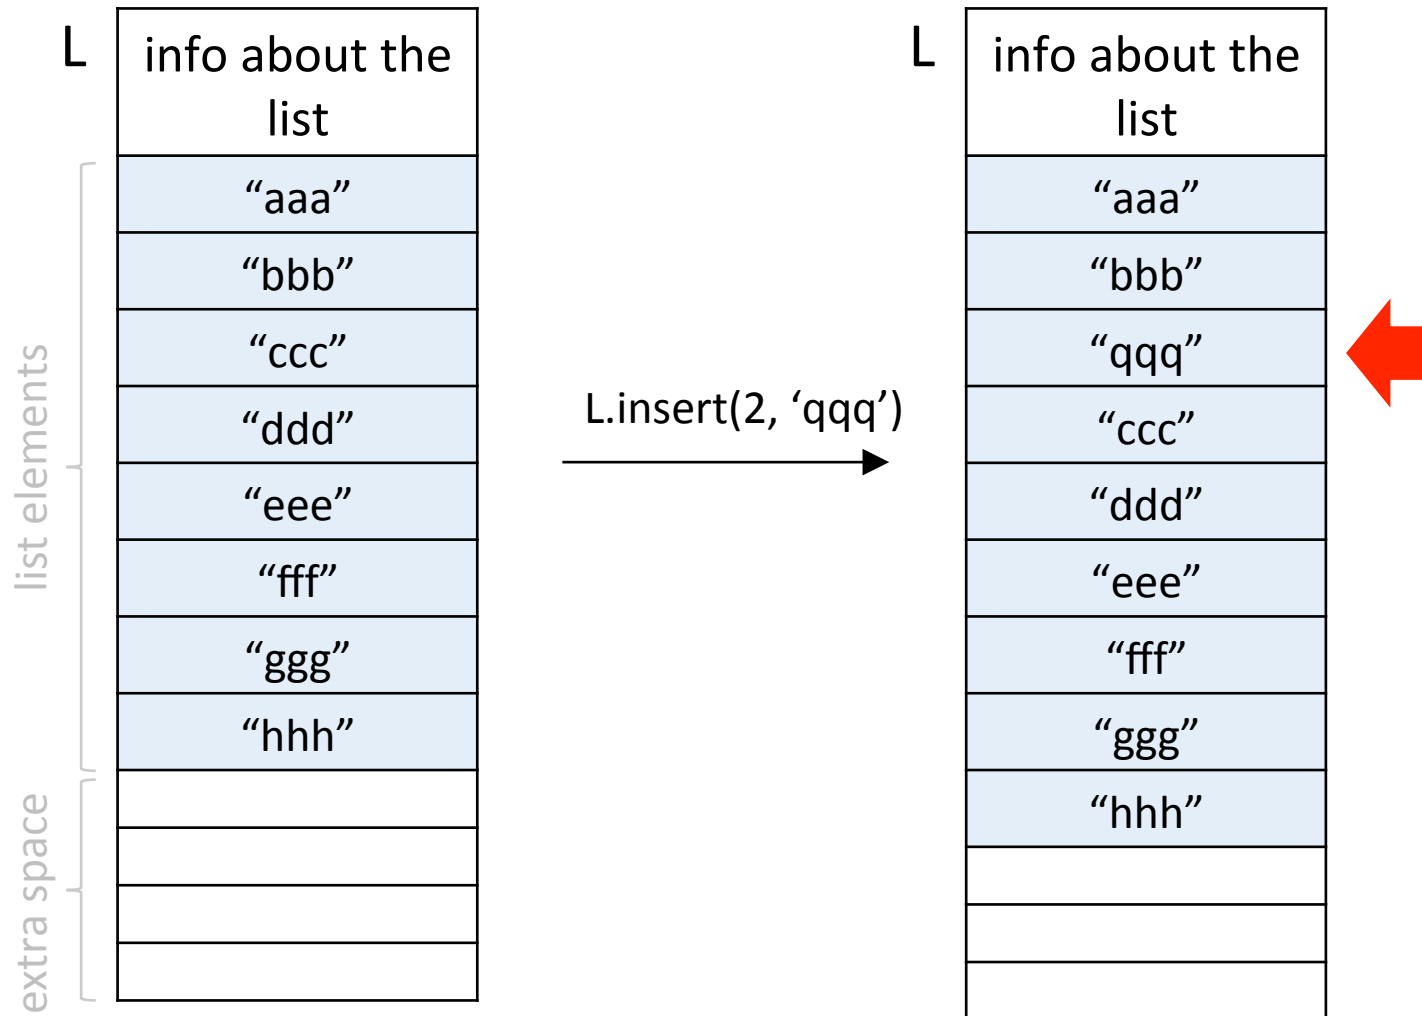 L
info about the
list
“aaa”
“bbb”
“ccc”
“ddd”
“eee”
“fff”
“ggg”
“hhh”
list elements
extra space
L.insert(2, ‘qqq’)
L
info about the
list
“aaa”
“bbb”
“qqq”
“ccc”
“ddd”
“eee”
“fff”
“ggg”
“hhh”